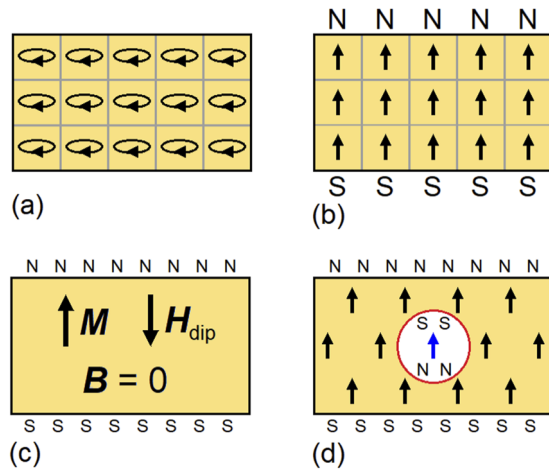 N N N N N
S S S S S
(a)
(b)
N N N N N N N N
N N N N N N N N
M
H dip
B = 0
S S
N N
S S S S S S S S
S S S S S S S S
(c)
(d)